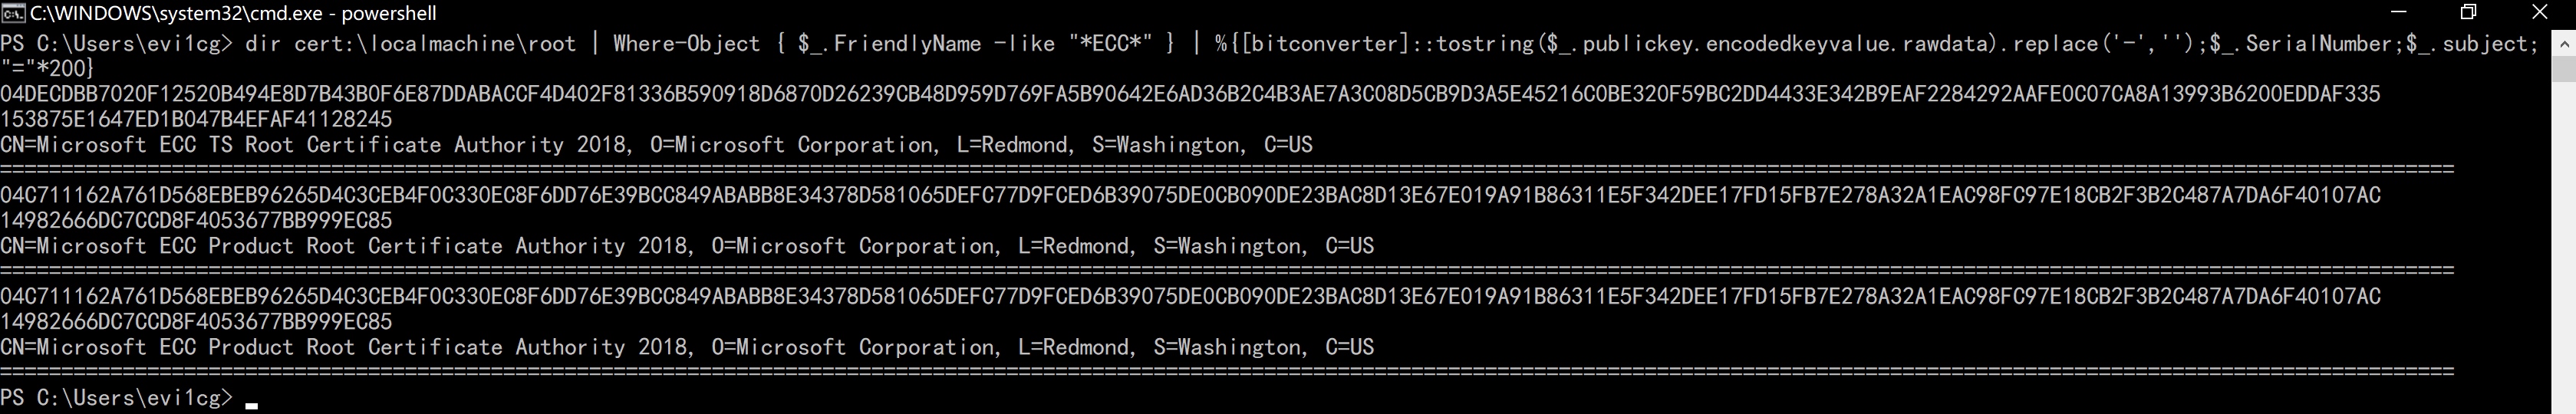 C:\WINDOWS\system32\cmd.exe - powershell
PS C:\Users\evi1cg> dir cert:\localmachine\root | Where-Object { $_.FriendlyName -like "*ECC*" } | %{[bitconverter]::tostring($_.publickey.encodedkeyvalue.rawdata).replace('-','');$_.SerialNumber;$_.subject;
"="*200}
04DECDBB7020F12520B494E8D7B43B0F6E87DDABACCF4D402F81336B590918D6870D26239CB48D959D769FA5B90642E6AD36B2C4B3AE7A3C08D5CB9D3A5E45216C0BE320F59BC2DD4433E342B9EAF2284292AAFE0C07CA8A13993B6200EDDAF335
153875E1647ED1B047B4EFAF41128245
CN=Microsoft ECC TS Root Certificate Authority 2018, O=Microsoft Corporation, L=Redmond, S=Washington, C=US
========================================================================================================================================================================================================
04C711162A761D568EBEB96265D4C3CEB4F0C330EC8F6DD76E39BCC849ABABB8E34378D581065DEFC77D9FCED6B39075DE0CB090DE23BAC8D13E67E019A91B86311E5F342DEE17FD15FB7E278A32A1EAC98FC97E18CB2F3B2C487A7DA6F40107AC
14982666DC7CCD8F4053677BB999EC85
CN=Microsoft ECC Product Root Certificate Authority 2018, O=Microsoft Corporation, L=Redmond, S=Washington, C=US
========================================================================================================================================================================================================
04C711162A761D568EBEB96265D4C3CEB4F0C330EC8F6DD76E39BCC849ABABB8E34378D581065DEFC77D9FCED6B39075DE0CB090DE23BAC8D13E67E019A91B86311E5F342DEE17FD15FB7E278A32A1EAC98FC97E18CB2F3B2C487A7DA6F40107AC
14982666DC7CCD8F4053677BB999EC85
CN=Microsoft ECC Product Root Certificate Authority 2018, O=Microsoft Corporation, L=Redmond, S=Washington, C=US
========================================================================================================================================================================================================
PS C:\Users\evi1cg>